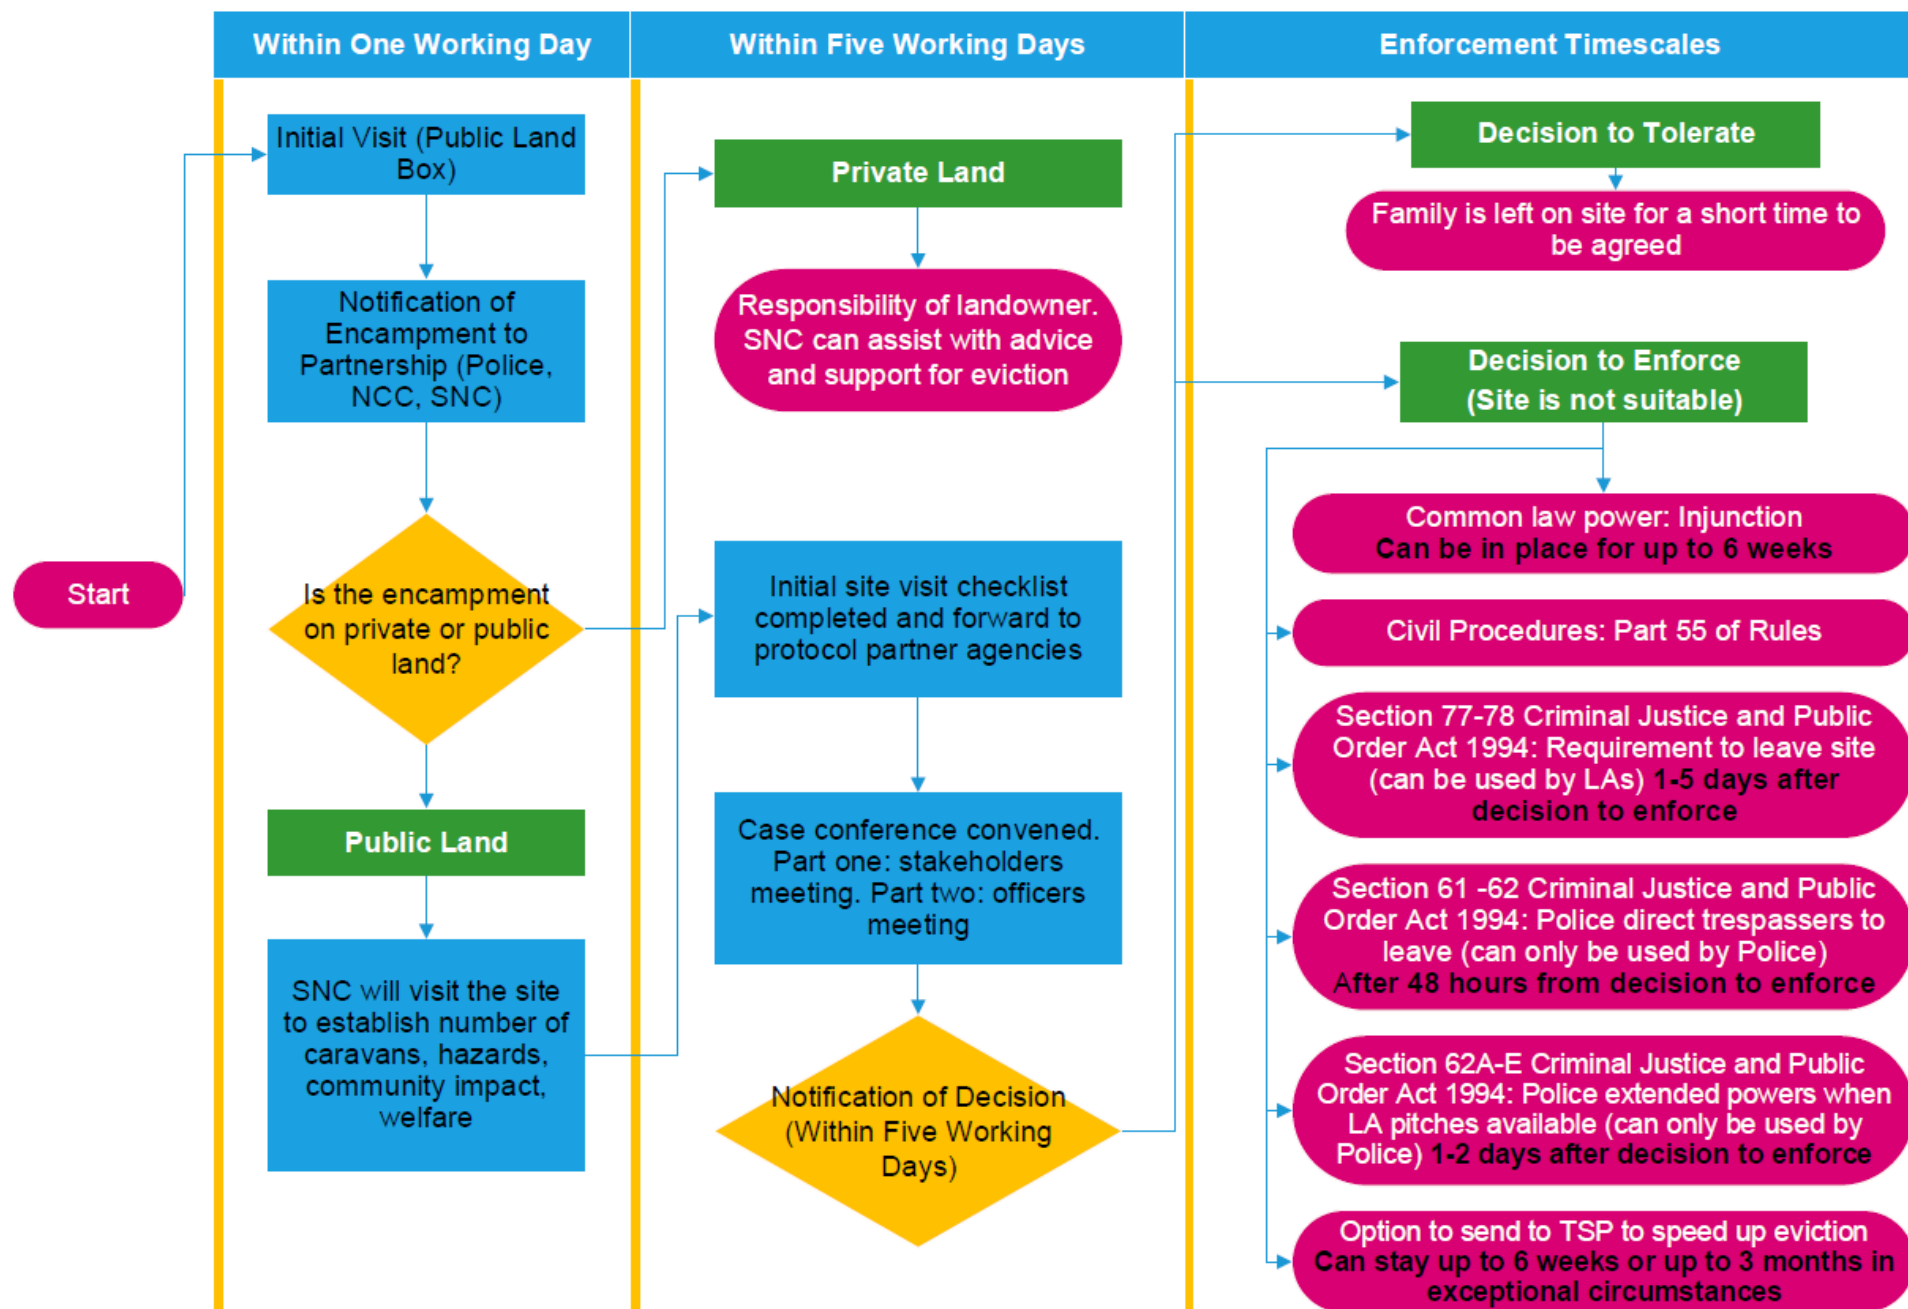 Within One Working Day
Within Five Working Days
Enforcement Timescales
Start
Initial Visit (Public Land
Box)
Notification of
Encampment to
Partnership (Police,
NCC, SNC)
Is the encampment
on private or public
land?
Public Land
SNC will visit the site
to establish number of
caravans, hazards,
community impact,
welfare
Private Land
Responsibility of landowner.
SNC can assist with advice
and support for eviction
Initial site visit checklist
completed and forward to
protocol partner agencies
Case conference convened.
Part one: stakeholders
meeting. Part two: officers
meeting
Notification of Decision
(Within Five Working
Days)
Decision to Tolerate
Family is left on site for a short time to
be agreed
Decision to Enforce
(Site is not suitable)
Common law power: Injunction
Can be in place for up to 6 weeks
Civil Procedures: Part 55 of Rules
Section 77-78 Criminal Justice and Public
Order Act 1994: Requirement to leave site
(can be used by LAs) 1-5 days after
decision to enforce
Section 61 -62 Criminal Justice and Public
Order Act 1994: Police direct trespassers to
leave (can only be used by Police)
After 48 hours from decision to enforce
Section 62A-E Criminal Justice and Public
Order Act 1994: Police extended powers when
LA pitches available (can only be used by
Police) 1-2 days after decision to enforce
Option to send to TSP to speed up eviction
Can stay up to 6 weeks or up to 3 months in
exceptional circumstances